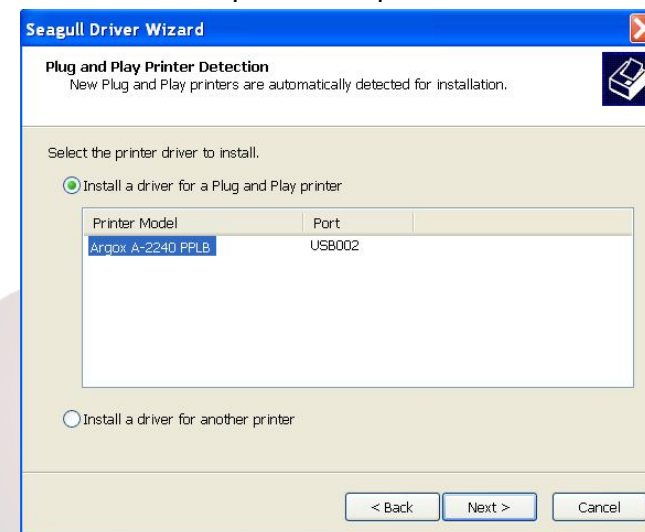 Seagull Driver Wizard
Plug and Play Printer Detection
New Plug and Play printers are automatically detected for installation.
Select the printer driver to install.
Install a driver for a Plug and Play printer
Printer Model Port
Argox A-2240 PPLB USB002
Install a driver for another printer
< Back Next > Cancel